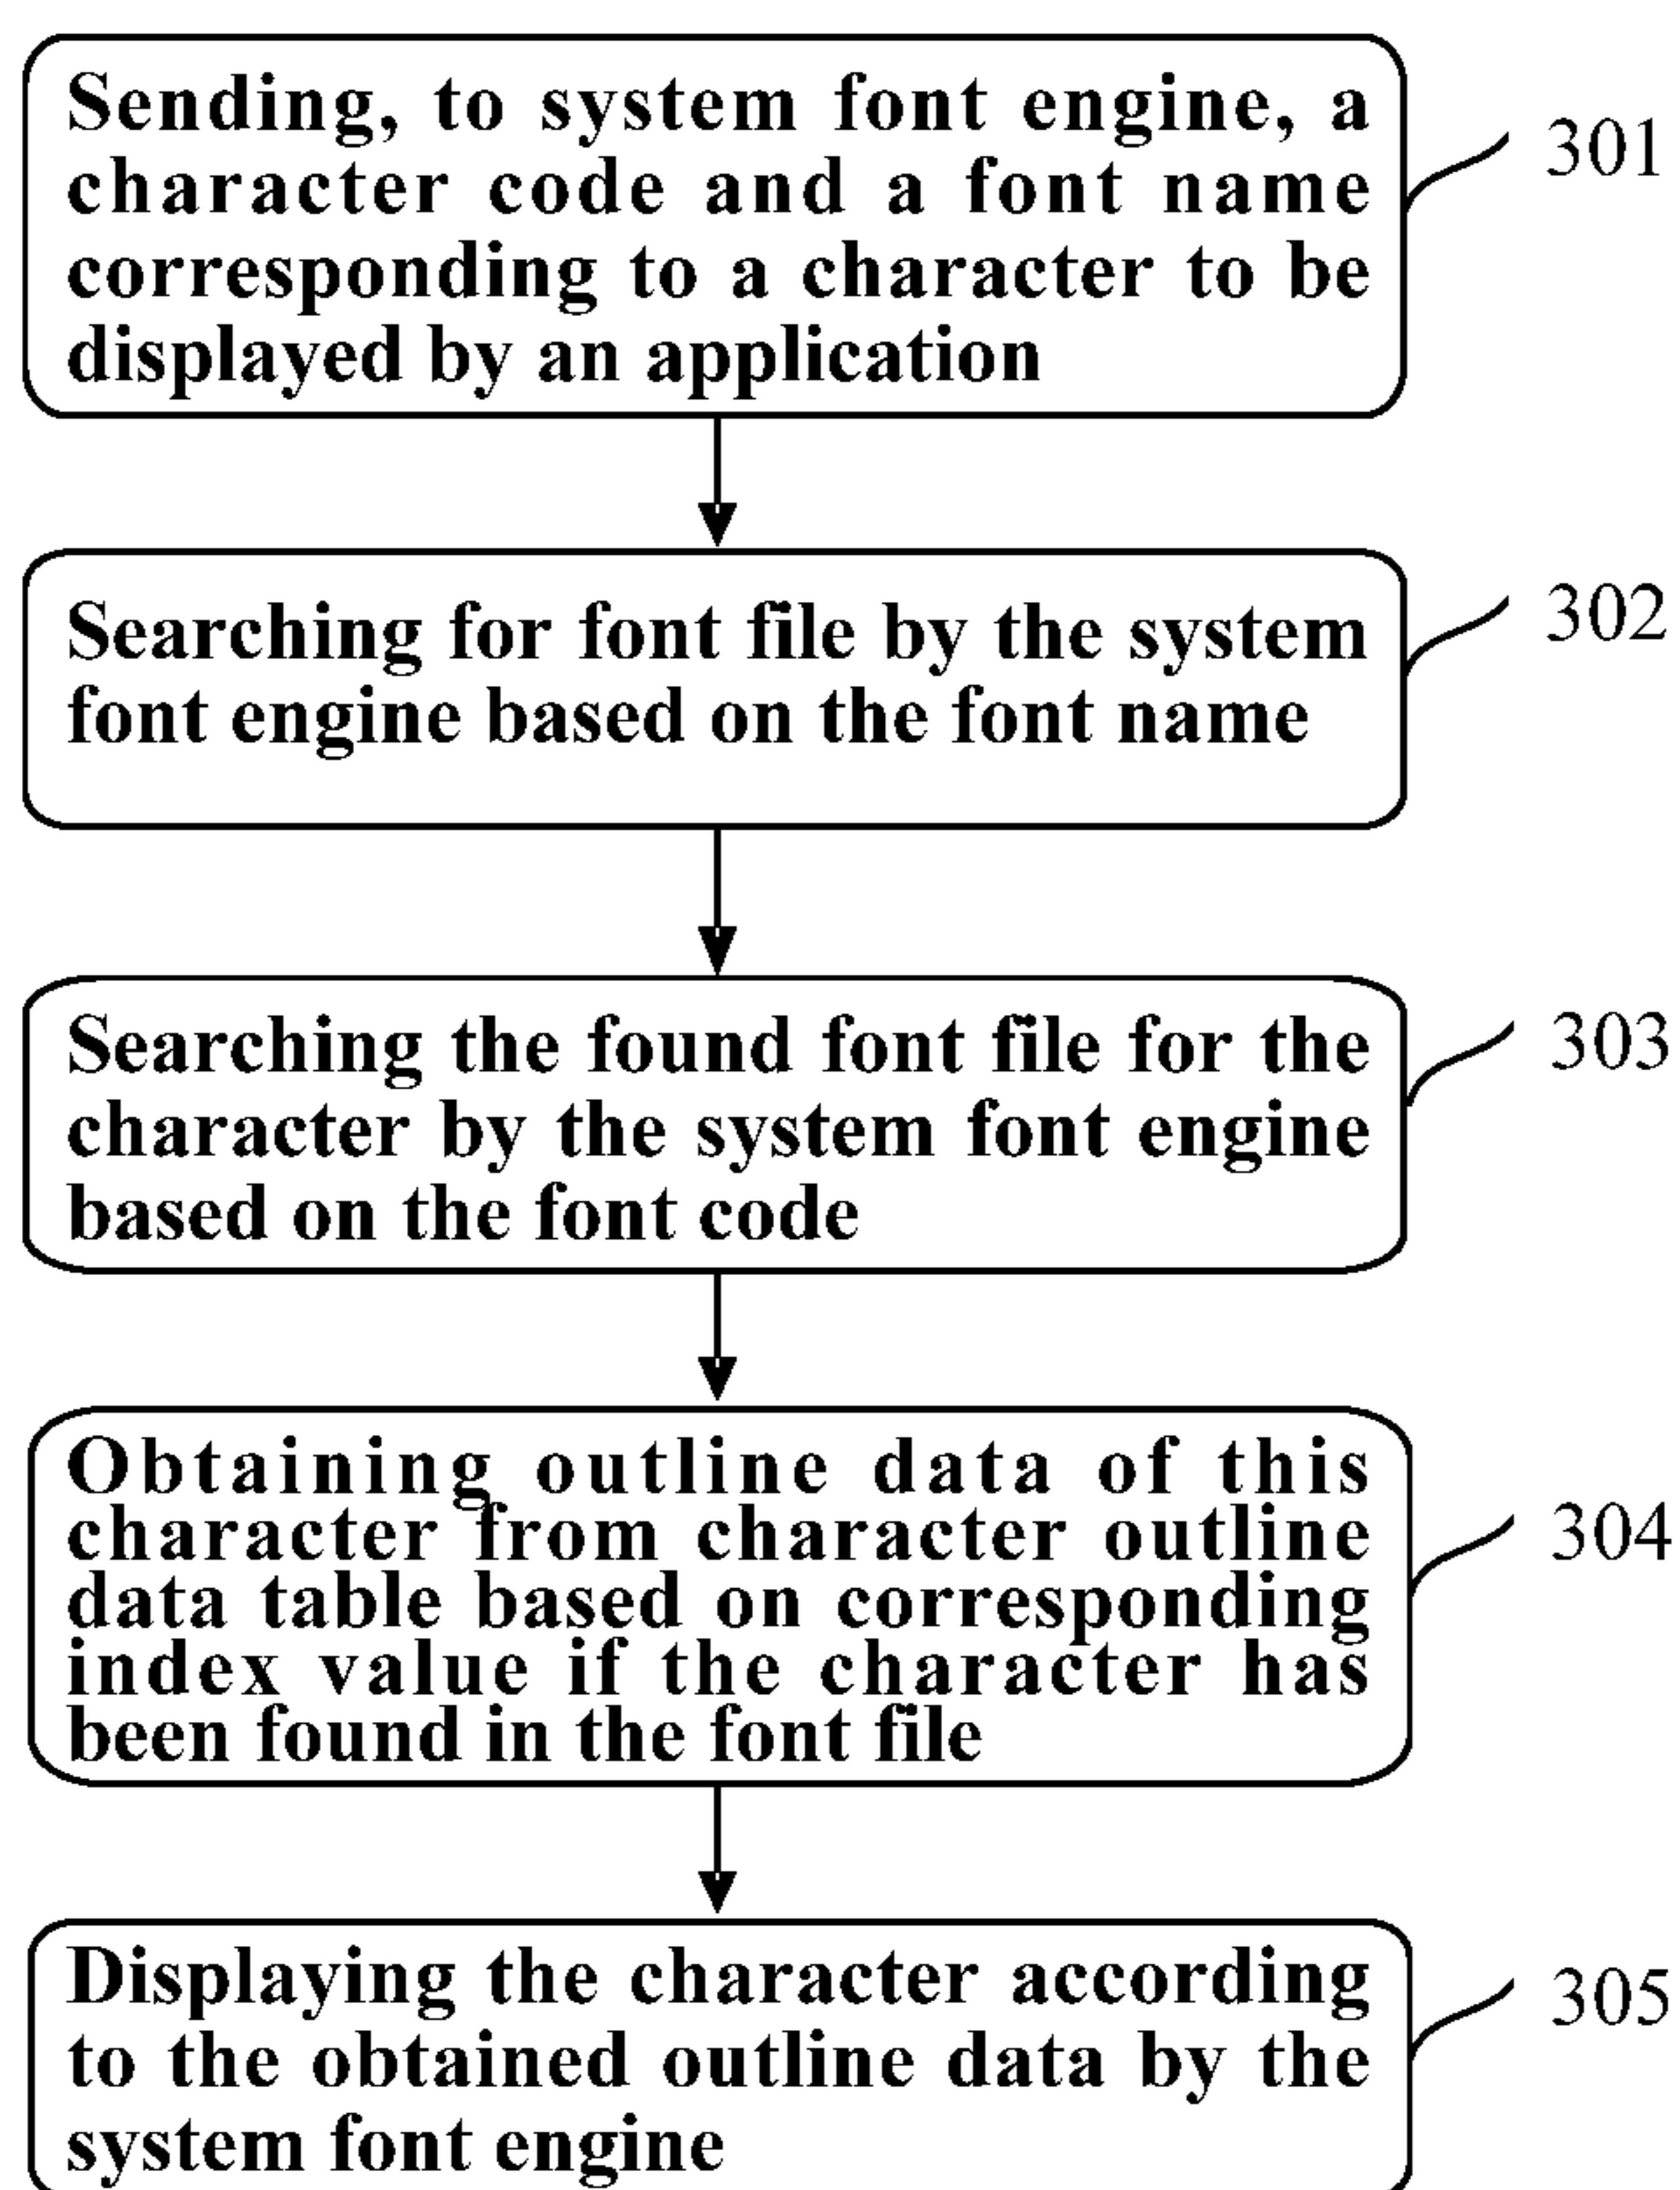 Sending, to system font engine, a
character code and a font name
corresponding to a character to be
displayed by an application
301
Searching for font file by the system
font engine based on the font name
302
Searching the found font file for the
character by the system font engine
based on the font code
303
Obtaining outline data of this
character from character outline
data table based on corresponding
index value if the character has
been found in the font file
304
Displaying the character according
to the obtained outline data by the
system font engine
305